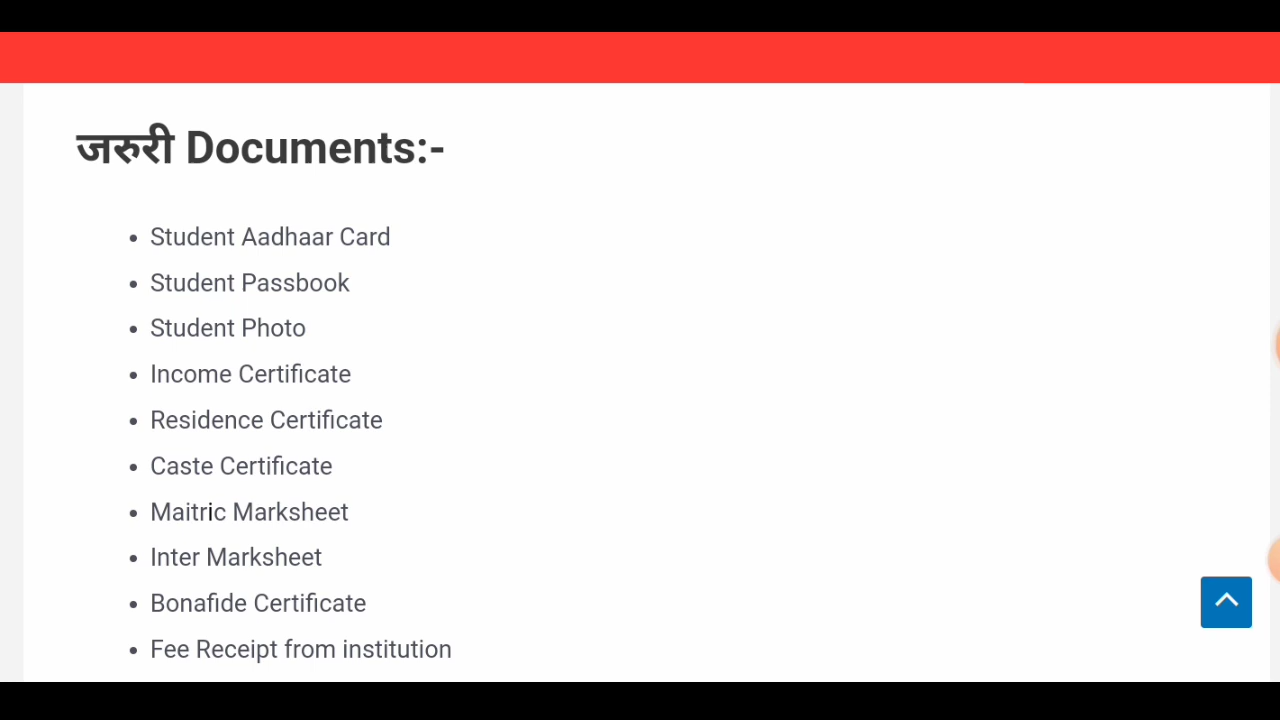 जरुरी Documents:-
• Student Aadhaar Card
• Student Passbook
• Student Photo
• Income Certificate
• Residence Certificate
• Caste Certificate
• Maitric Marksheet
• Inter Marksheet
• Bonafide Certificate
• Fee Receipt from institution